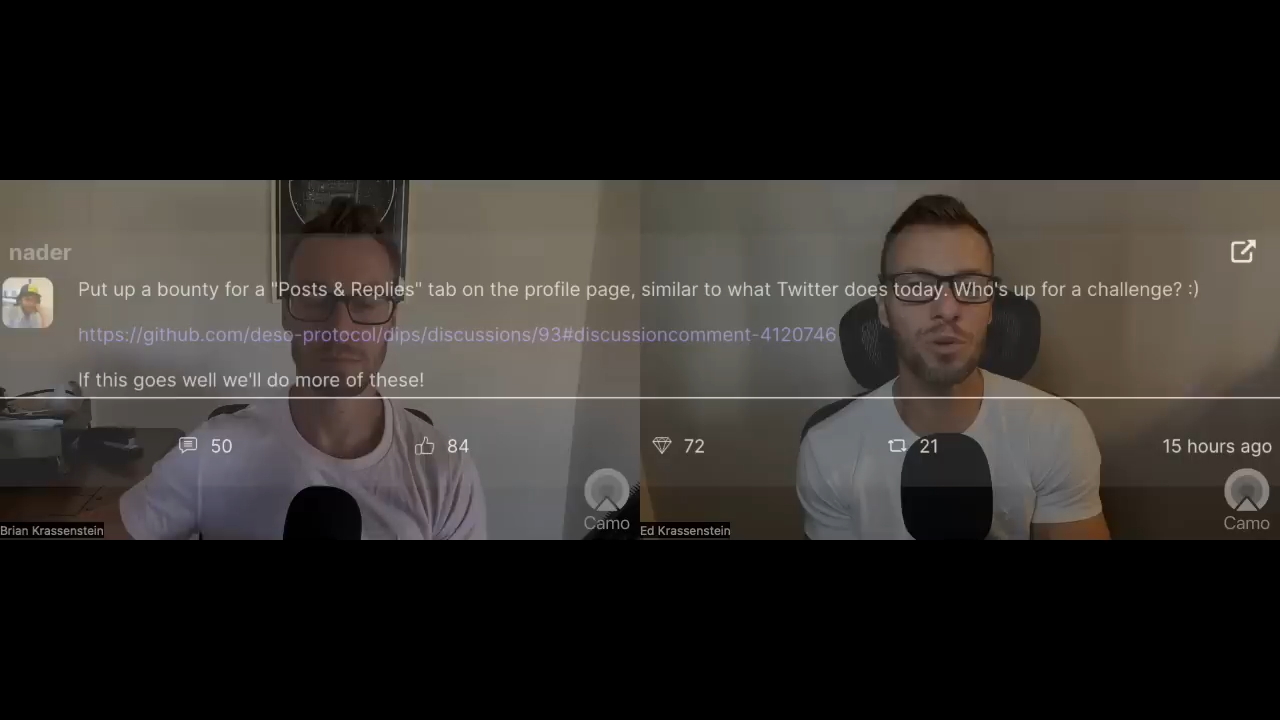 nader
Put up a bounty for a "Posts & Replies" tab on the profile page, similar to what Twitter does today. Who's up for a challenge? :)
https://github.com/deso-protocol/dips/discussions/93#discussioncomment-4120746
If this goes well we'll do more of these!
50 84 72 21 15 hours ago
Camo Camo
Brian Krassenstein Ed Krassenstein